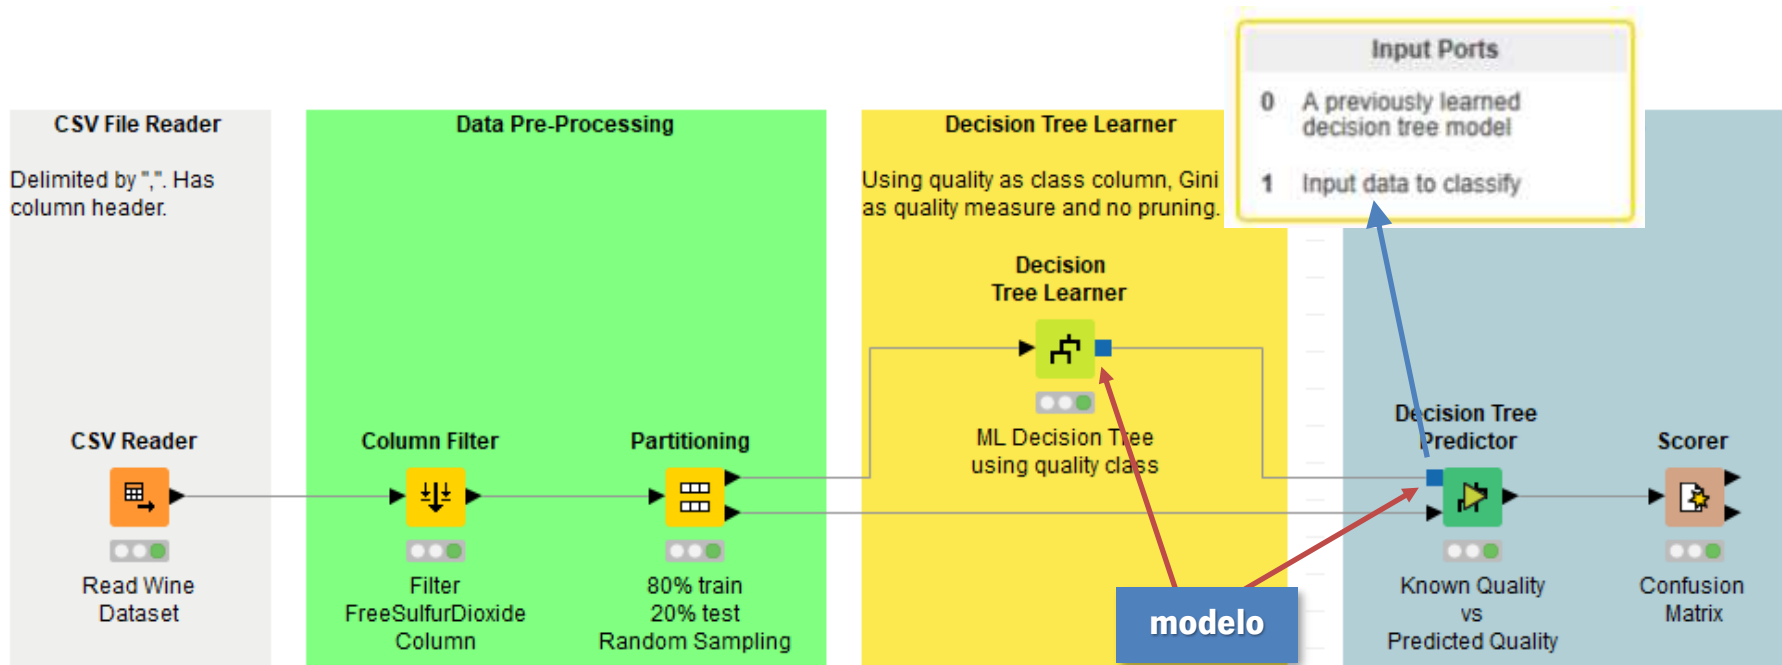 Input Ports
0 A previously learned
decision tree model
1 Input data to classify
CSV File Reader
Delimited by ",". Has
column header.
Data Pre-Processing
Decision Tree Learner
Using quality as class column, Gini
as quality measure and no pruning.
Decision
Tree Learner
ML Decision Tree
using quality class
CSV Reader
Read Wine
Dataset
Column Filter
Filter
FreeSulfurDioxide
Column
Partitioning
80% train
20% test
Random Sampling
Decision Tree
Predictor
Known Quality
vs
Predicted Quality
Scorer
Confusion
Matrix
modelo